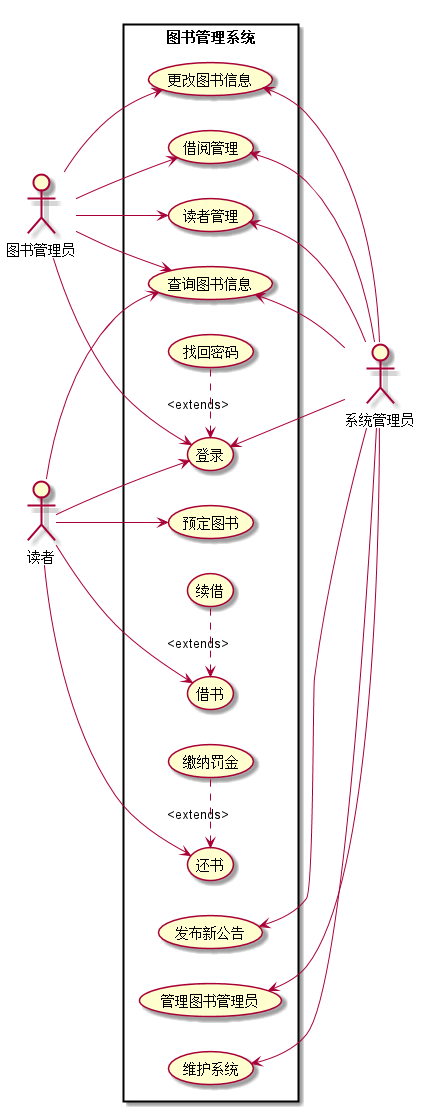 图书管理系统
更改图书信息
借阅管理
读者管理
图书管理员
查询图书信息
找回密码
<extends>
系统管理员
登录
预定图书
读者
续借
<extends>
借书
缴纳罚金
<extends>
还书
发布新公告
管理图书管理员
维护系统